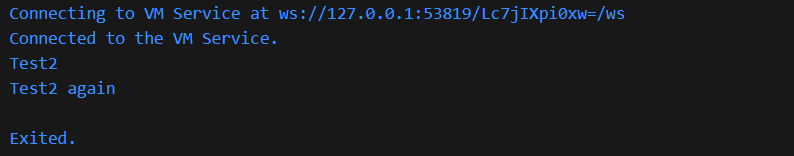 Connecting to VM Service at ws://127.0.0.1:53819/Lc7jIXpi0xw=/ws
Connected to the VM Service.
Test2
Test2 again
Exited.